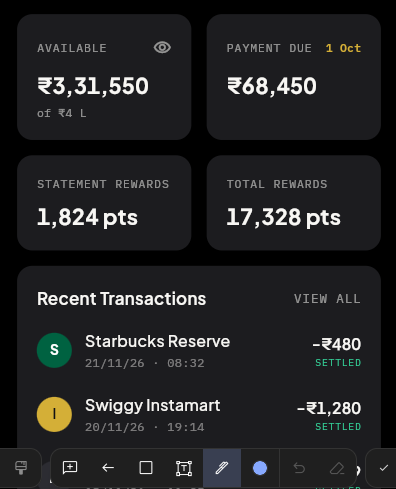 AVAILABLE
₹3,31,550
of ₹4 L
PAYMENT DUE 1 Oct
₹68,450
STATEMENT REWARDS
1,824 pts
TOTAL REWARDS
17,328 pts
Recent Transactions VIEW ALL
S Starbucks Reserve -₹480
21/11/26 · 08:32 SETTLED
I Swiggy Instamart -₹1,280
20/11/26 · 19:14 SETTLED
T